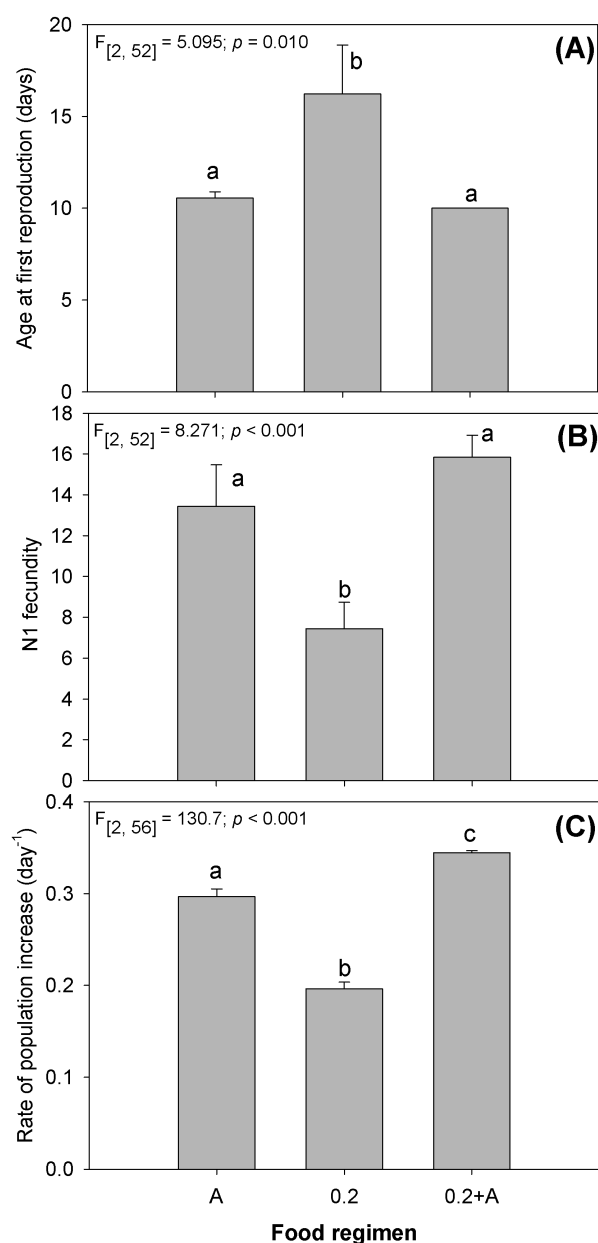 20
F[2, 52] = 5.095; p = 0.010
(A)
b
15
a
a
10
5
0
Age at first reproduction (days)
18
F[2, 52] = 8.271; p < 0.001
(B)
a
16
a
14
12
10
b
8
6
4
2
0
N1 fecundity
0.4
F[2, 56] = 130.7; p < 0.001
(C)
c
a
0.3
b
0.2
0.1
0.0
Rate of population increase (day-1)
A 0.2 0.2+A
Food regimen